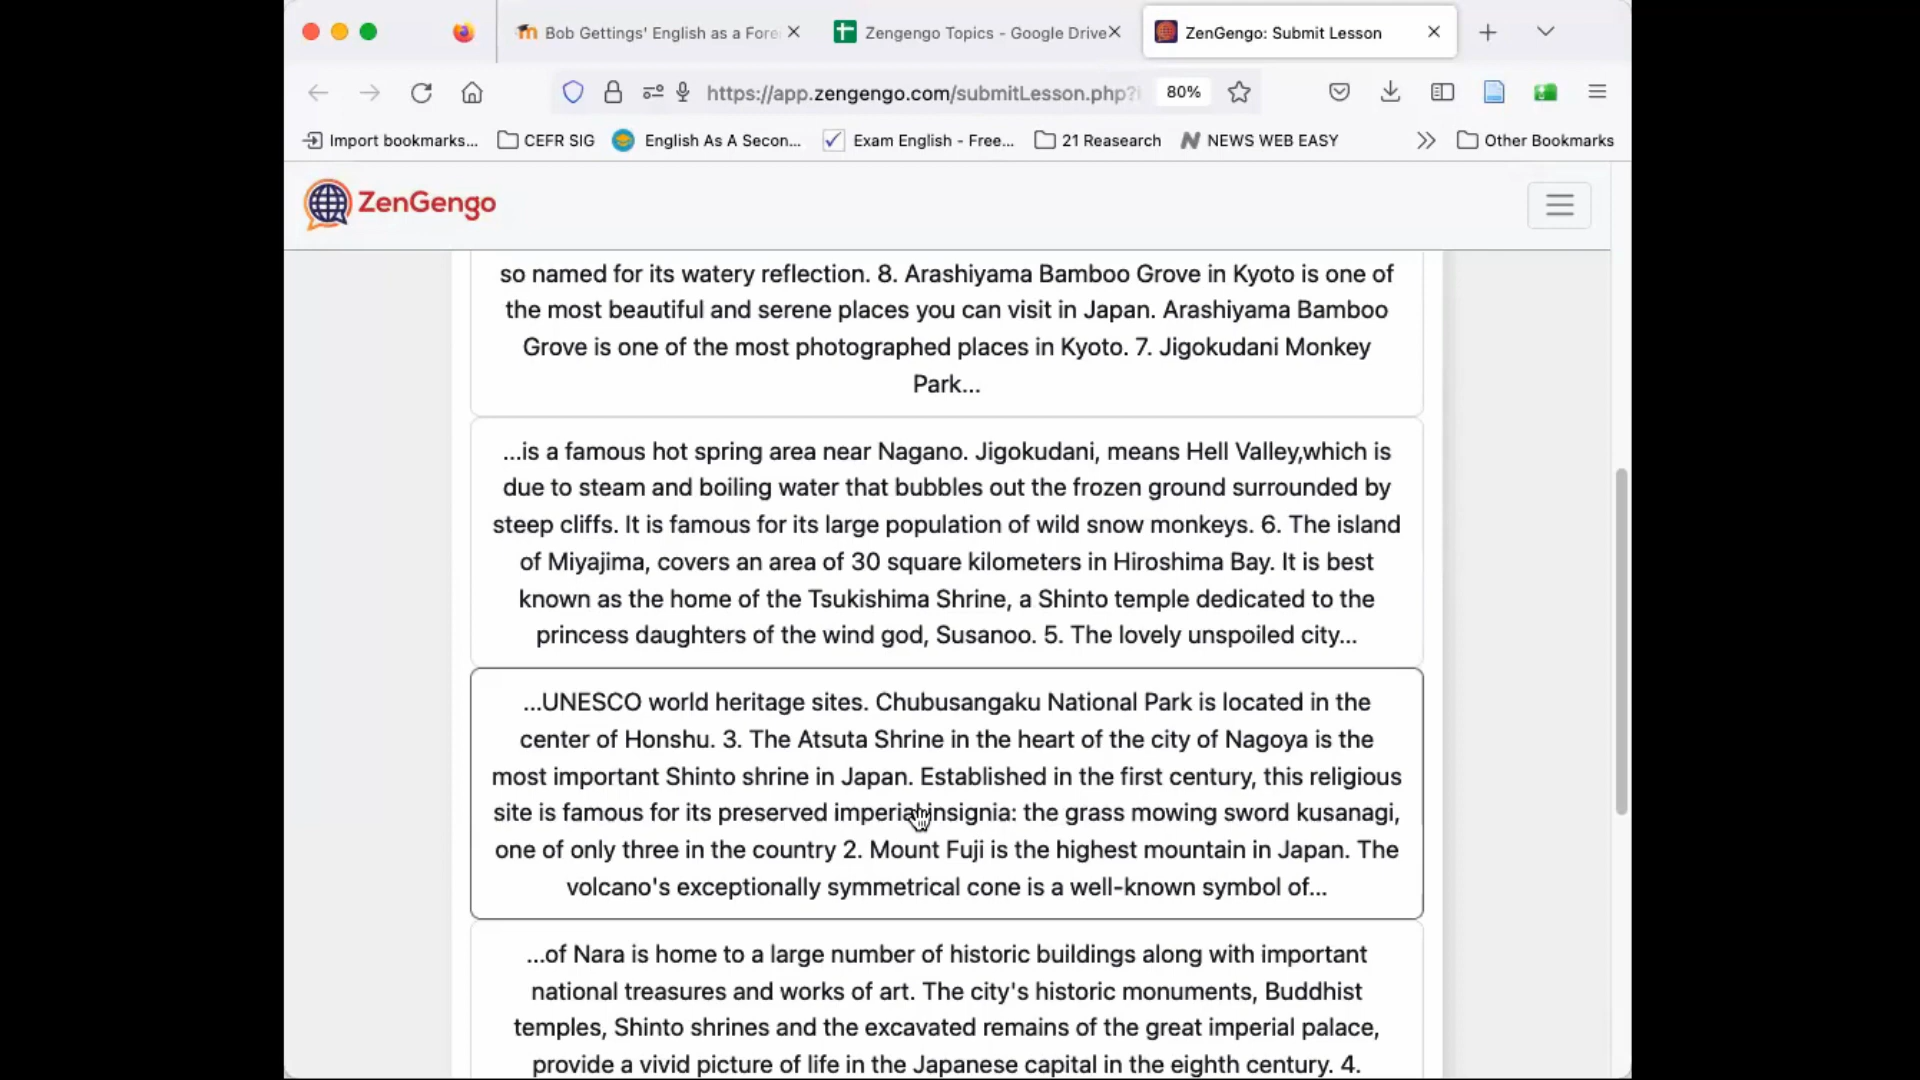 Bob Gettings' English as a Fore
Zengengo Topics - Google Drive
ZenGengo: Submit Lesson
https://app.zengengo.com/submitLesson.php?i
80%
Import bookmarks...
CEFR SIG
English As A Secon...
Exam English - Free...
21 Reasearch
NEWS WEB EASY
Other Bookmarks
ZenGengo
so named for its watery reflection. 8. Arashiyama Bamboo Grove in Kyoto is one of
the most beautiful and serene places you can visit in Japan. Arashiyama Bamboo
Grove is one of the most photographed places in Kyoto. 7. Jigokudani Monkey
Park...
...is a famous hot spring area near Nagano. Jigokudani, means Hell Valley,which is
due to steam and boiling water that bubbles out the frozen ground surrounded by
steep cliffs. It is famous for its large population of wild snow monkeys. 6. The island
of Miyajima, covers an area of 30 square kilometers in Hiroshima Bay. It is best
known as the home of the Tsukishima Shrine, a Shinto temple dedicated to the
princess daughters of the wind god, Susanoo. 5. The lovely unspoiled city...
...UNESCO world heritage sites. Chubusangaku National Park is located in the
center of Honshu. 3. The Atsuta Shrine in the heart of the city of Nagoya is the
most important Shinto shrine in Japan. Established in the first century, this religious
site is famous for its preserved imperial insignia: the grass mowing sword kusanagi,
one of only three in the country 2. Mount Fuji is the highest mountain in Japan. The
volcano's exceptionally symmetrical cone is a well-known symbol of...
...of Nara is home to a large number of historic buildings along with important
national treasures and works of art. The city's historic monuments, Buddhist
temples, Shinto shrines and the excavated remains of the great imperial palace,
provide a vivid picture of life in the Japanese capital in the eighth century. 4.